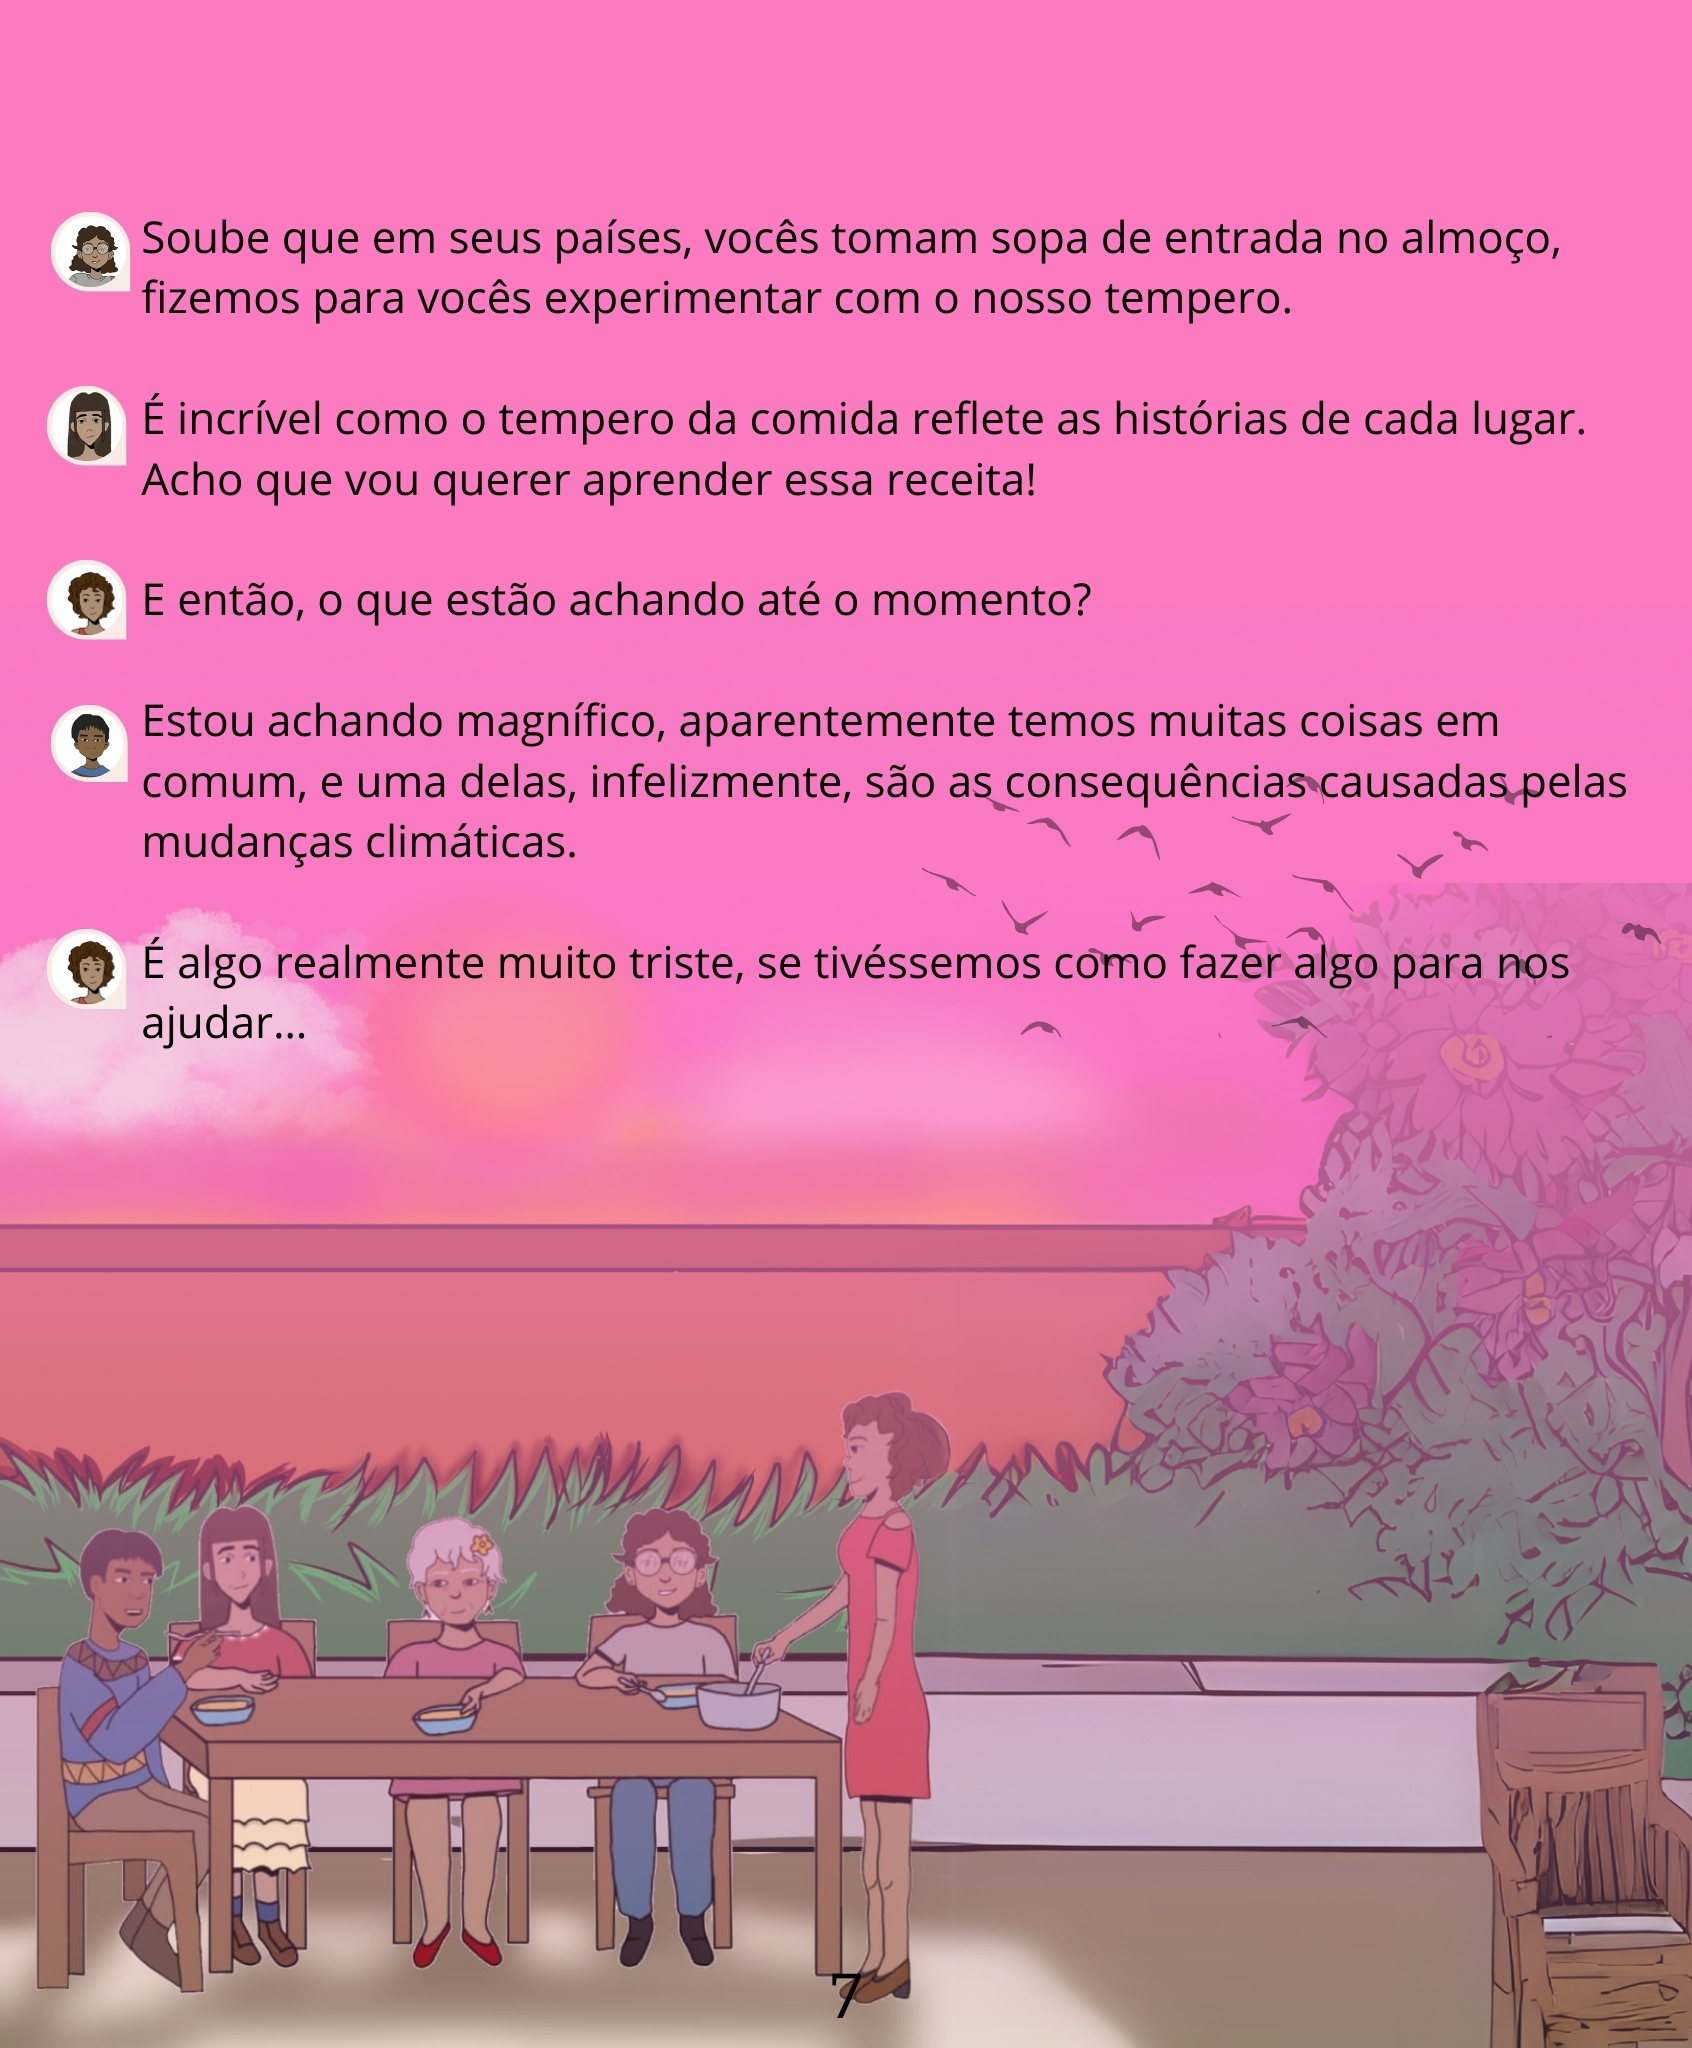 Soube que em seus países, vocês tomam sopa de entrada no almoço,
fizemos para vocês experimentar com o nosso tempero.
É incrível como o tempero da comida reflete as histórias de cada lugar.
Acho que vou querer aprender essa receita!
E então, o que estão achando até o momento?
Estou achando magnífico, aparentemente temos muitas coisas em
comum, e uma delas, infelizmente, são as consequências causadas pelas
mudanças climáticas.
É algo realmente muito triste, se tivéssemos como fazer algo para nos
ajudar...
7